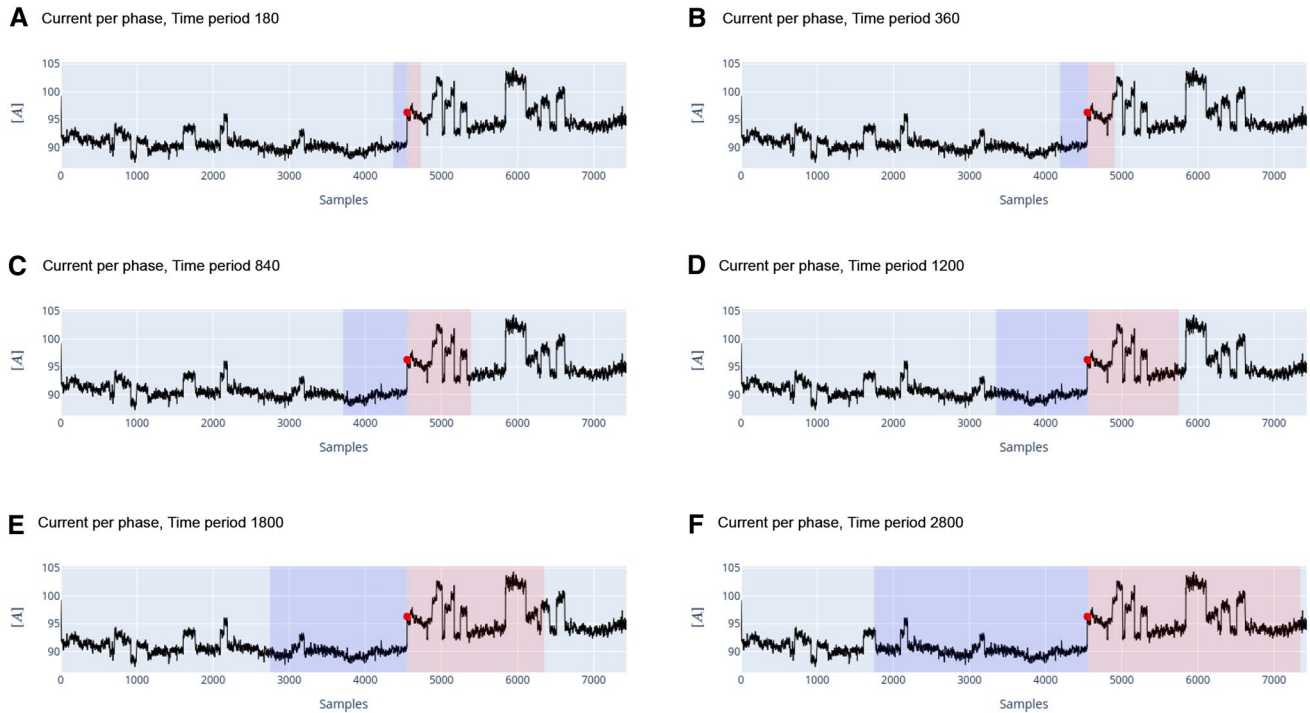 A Current per phase, Time period 180
105
100
95
90
[A]
0 1000 2000 3000 4000 5000 6000 7000
Samples
B Current per phase, Time period 360
105
100
95
90
[A]
0 1000 2000 3000 4000 5000 6000 7000
Samples
C Current per phase, Time period 840
105
100
95
90
[A]
0 1000 2000 3000 4000 5000 6000 7000
Samples
D Current per phase, Time period 1200
105
100
95
90
[A]
0 1000 2000 3000 4000 5000 6000 7000
Samples
E Current per phase, Time period 1800
105
100
95
90
[A]
0 1000 2000 3000 4000 5000 6000 7000
Samples
F Current per phase, Time period 2800
105
100
95
90
[A]
0 1000 2000 3000 4000 5000 6000 7000
Samples